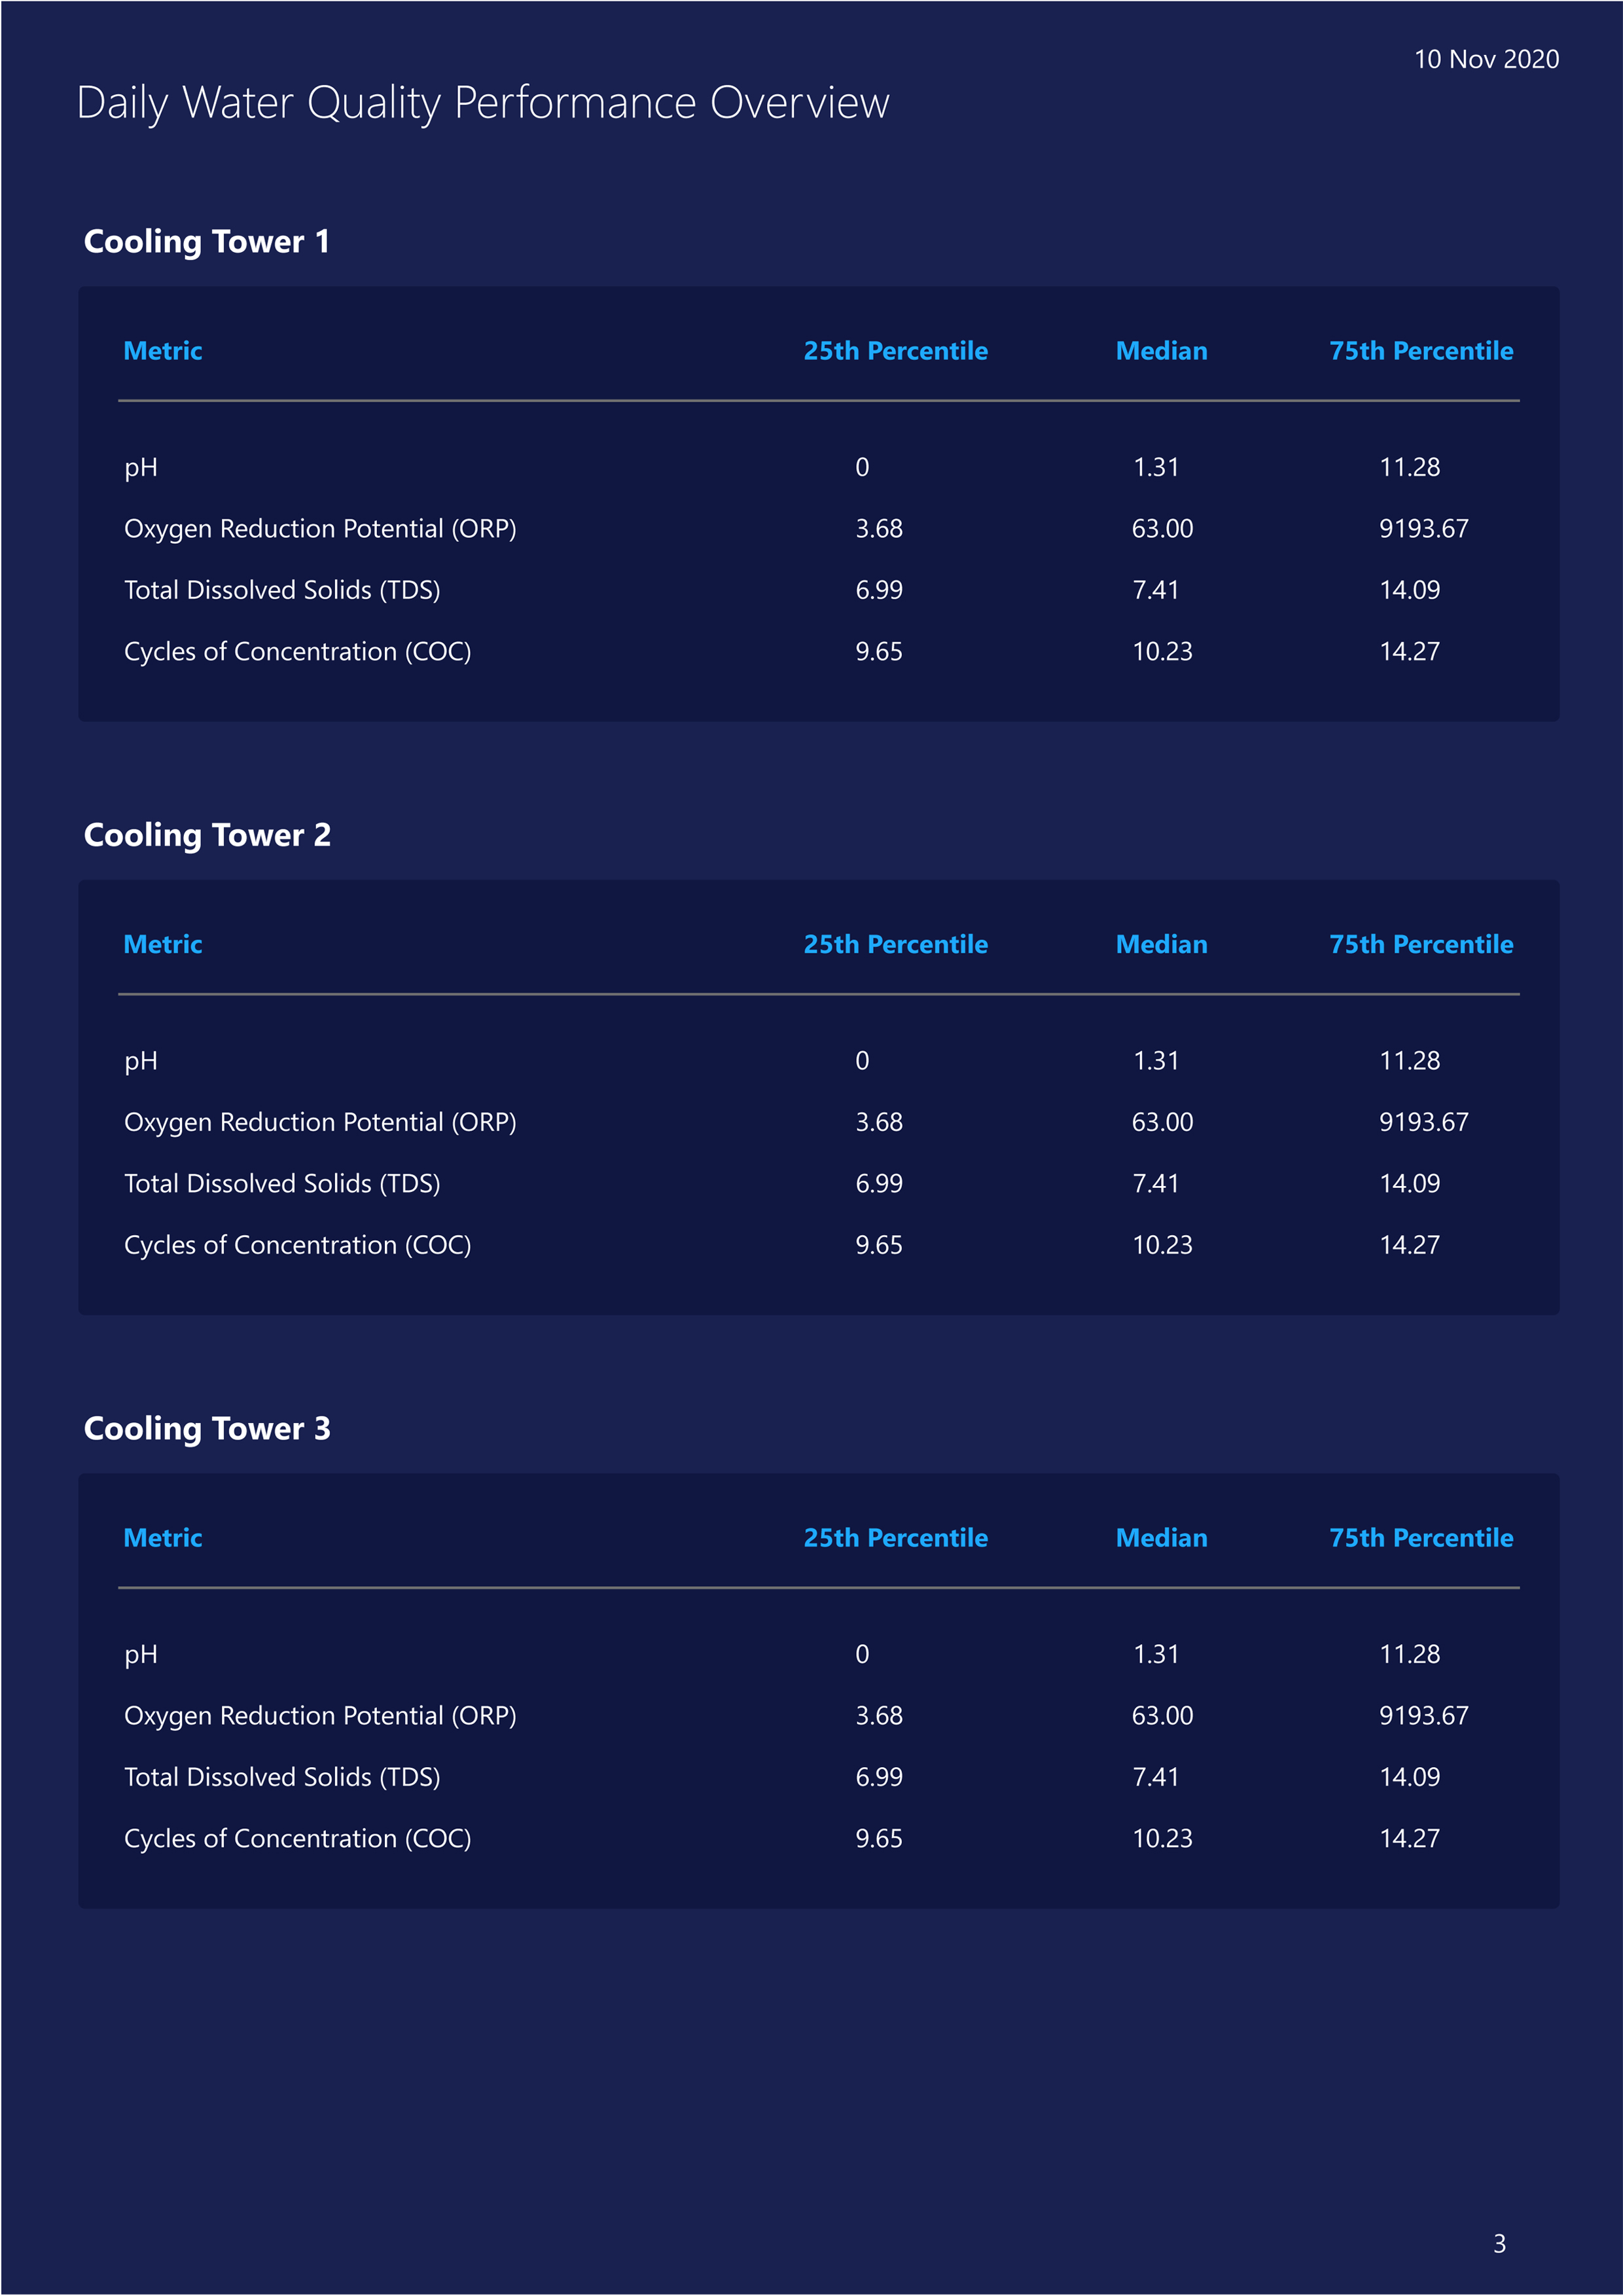 10 Nov 2020
Daily Water Quality Performance Overview
Cooling Tower 1
Metric 25th Percentile Median 75th Percentile
pH 0 1.31 11.28
Oxygen Reduction Potential (ORP) 3.68 63.00 9193.67
Total Dissolved Solids (TDS) 6.99 7.41 14.09
Cycles of Concentration (COC) 9.65 10.23 14.27
Cooling Tower 2
Metric 25th Percentile Median 75th Percentile
pH 0 1.31 11.28
Oxygen Reduction Potential (ORP) 3.68 63.00 9193.67
Total Dissolved Solids (TDS) 6.99 7.41 14.09
Cycles of Concentration (COC) 9.65 10.23 14.27
Cooling Tower 3
Metric 25th Percentile Median 75th Percentile
pH 0 1.31 11.28
Oxygen Reduction Potential (ORP) 3.68 63.00 9193.67
Total Dissolved Solids (TDS) 6.99 7.41 14.09
Cycles of Concentration (COC) 9.65 10.23 14.27
3